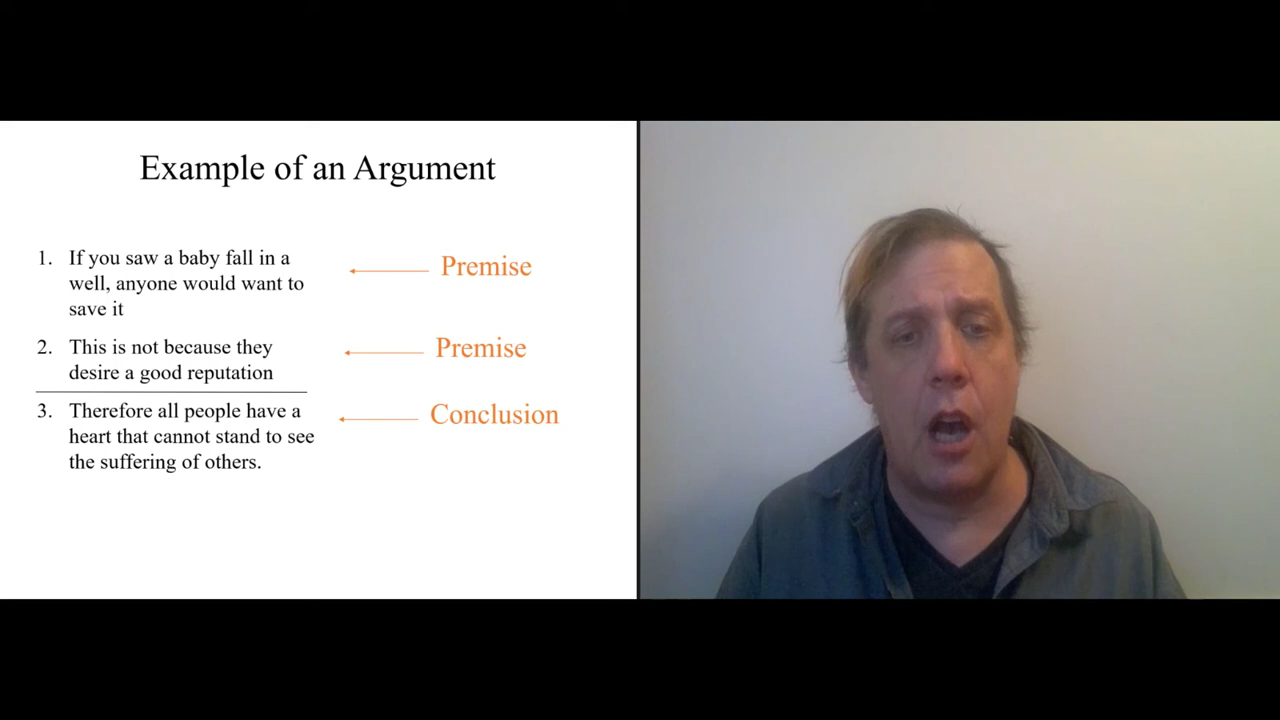 Example of an Argument
1. If you saw a baby fall in a
well, anyone would want to
save it
Premise
2. This is not because they
desire a good reputation
Premise
3. Therefore all people have a
heart that cannot stand to see
the suffering of others.
Conclusion